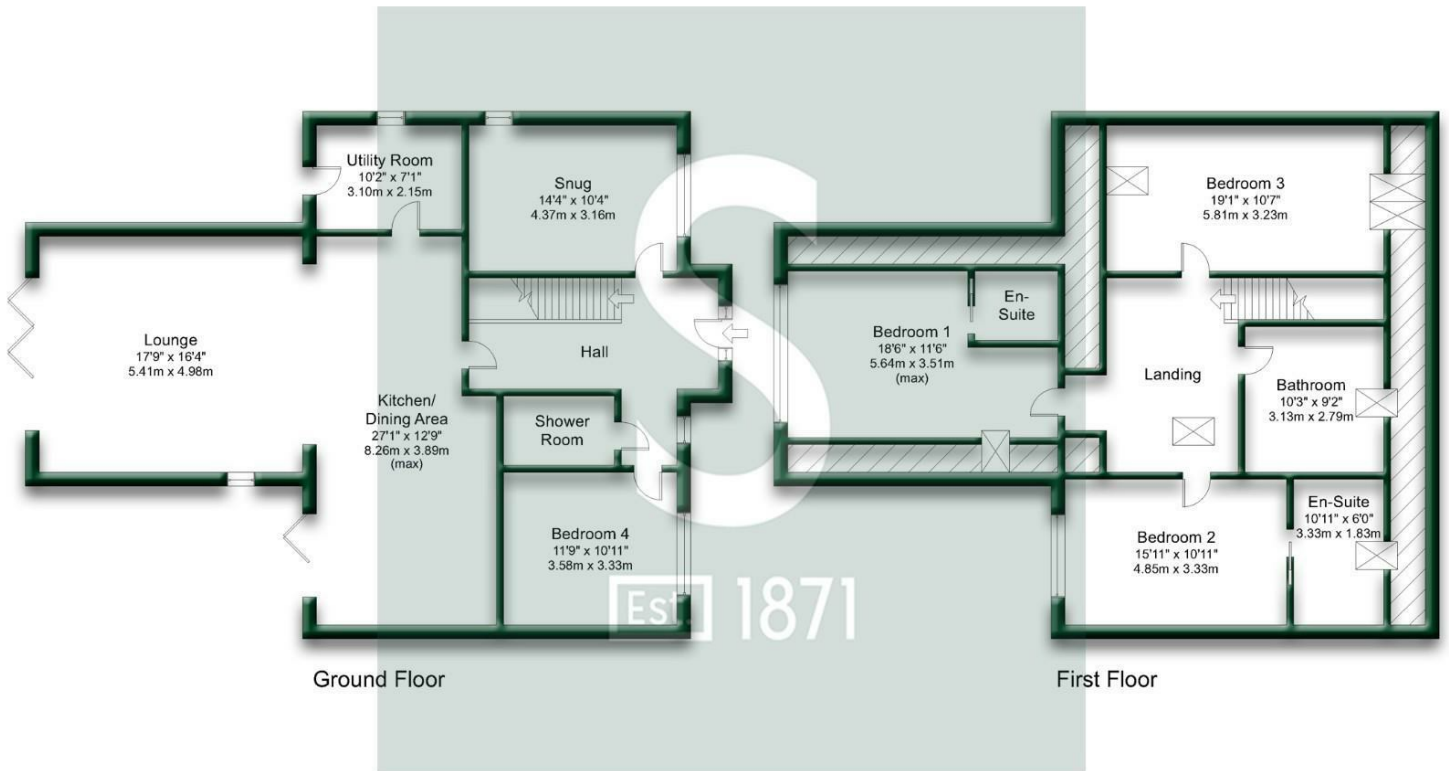 Utility Room
10'2" x 7'1"
3.10m x 2.15m
Snug
14'4" x 10'4"
4.37m x 3.16m
Lounge
17'9" x 16'4"
5.41m x 4.98m
Hall
Kitchen/
Dining Area
27'1" x 12'9"
8.26m x 3.89m
(max)
Shower
Room
Bedroom 4
11'9" x 10'11"
3.58m x 3.33m
Ground Floor
Bedroom 3
19'1" x 10'7"
5.81m x 3.23m
Bedroom 1
18'6" x 11'6"
5.64m x 3.51m
(max)
En-
Suite
Landing
Bathroom
10'3" x 9'2"
3.13m x 2.79m
Bedroom 2
15'11" x 10'11"
4.85m x 3.33m
En-Suite
10'11" x 6'0"
3.33m x 1.83m
First Floor
S
Est. 1871